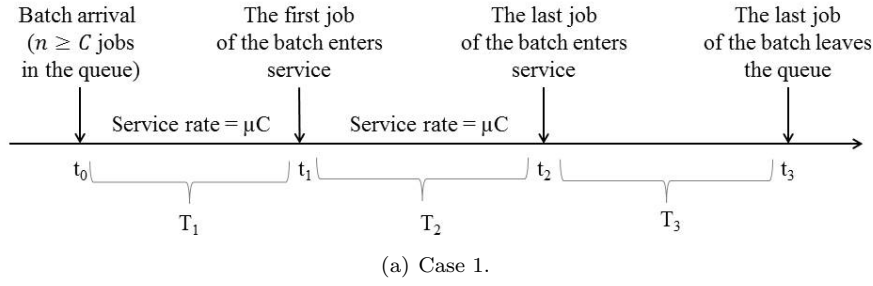 Batch arrival
(n ≥ C jobs
in the queue)
The first job
of the batch enters
service
The last job
of the batch enters
service
The last job
of the batch leaves
the queue
Service rate = μC
Service rate = μC
t₀
t₁
t₂
t₃
T₁
T₂
T₃
(a) Case 1.